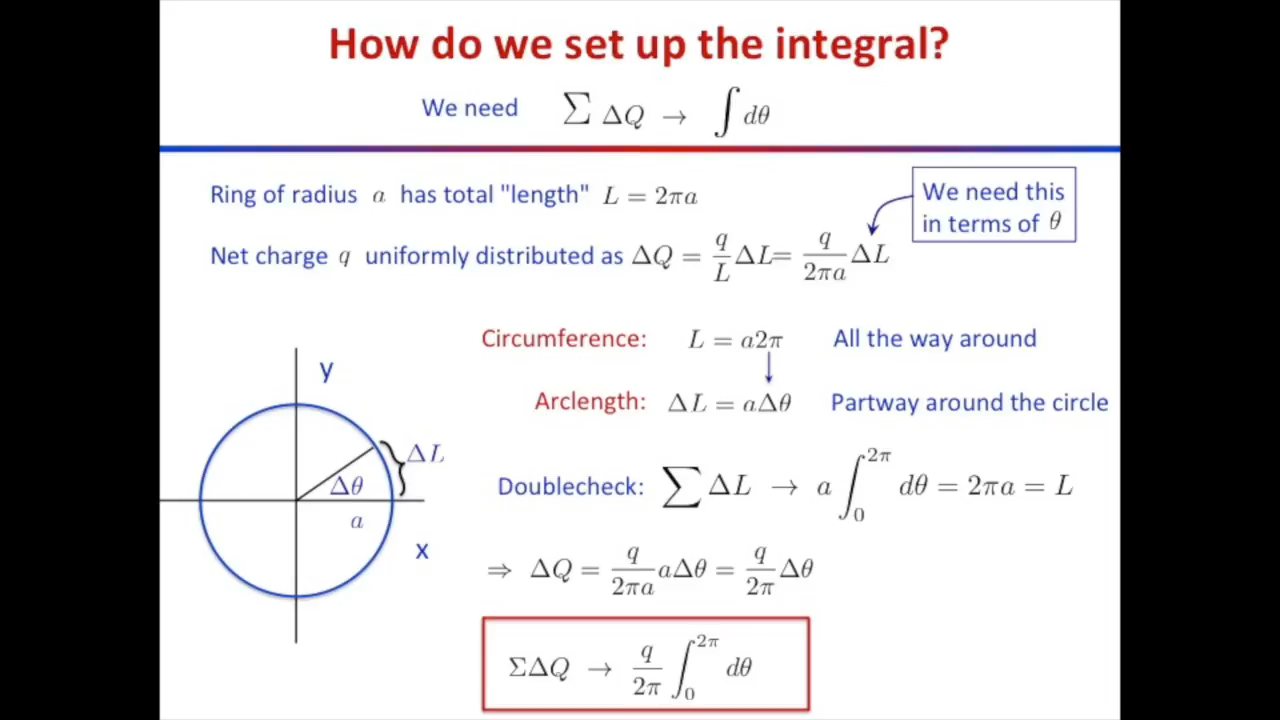 How do we set up the integral?
We need ∑ ΔQ → ∫ dθ
Ring of radius a has total "length" L = 2πa
We need this
in terms of θ
Net charge q uniformly distributed as ΔQ = q/L ΔL = q/2πa ΔL
Circumference: L = a2π All the way around
Arclength: ΔL = aΔθ Partway around the circle
y
ΔL
Δθ
a
x
Doublecheck: ∑ ΔL → a ∫₀^2π dθ = 2πa = L
⇒ ΔQ = q/2πa aΔθ = q/2π Δθ
ΣΔQ → q/2π ∫₀^2π dθ